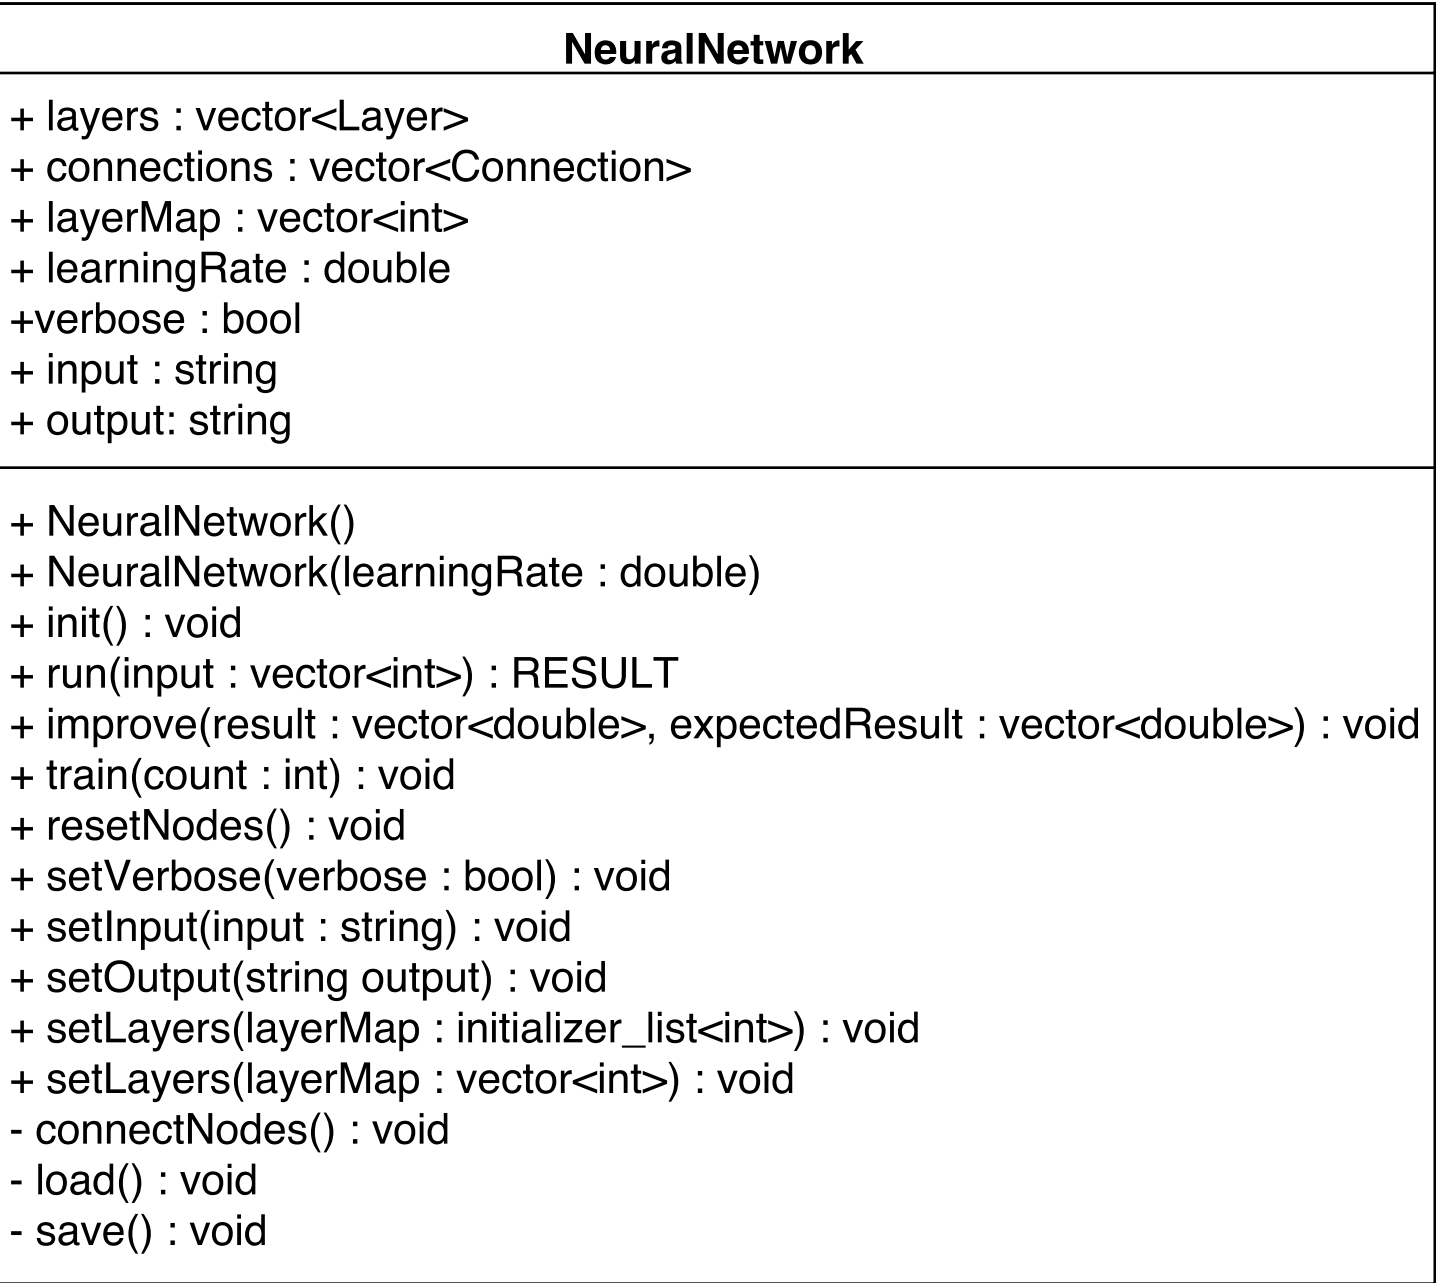 NeuralNetwork
+ layers : vector<Layer>
+ connections : vector<Connection>
+ layerMap : vector<int>
+ learningRate : double
+verbose : bool
+ input : string
+ output: string
+ NeuralNetwork()
+ NeuralNetwork(learningRate : double)
+ init() : void
+ run(input : vector<int>) : RESULT
+ improve(result : vector<double>, expectedResult : vector<double>) : void
+ train(count : int) : void
+ resetNodes() : void
+ setVerbose(verbose : bool) : void
+ setInput(input : string) : void
+ setOutput(string output) : void
+ setLayers(layerMap : initializer_list<int>) : void
+ setLayers(layerMap : vector<int>) : void
- connectNodes() : void
- load() : void
- save() : void